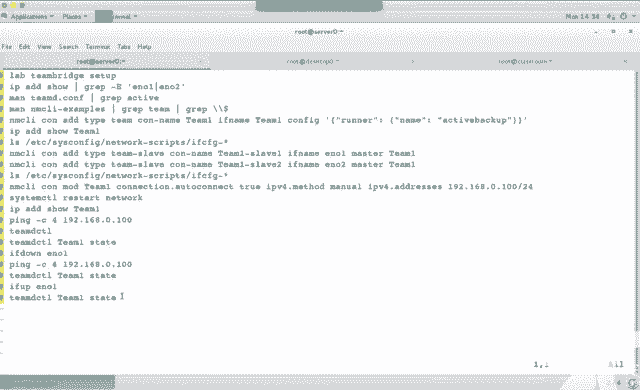 Applications Places Terminal Mon 14:38
root@server0:~
File Edit View Search Terminal Tabs Help
root@server0:~ root@desktop0:~
lab teambridge setup
ip add show | grep -E 'eno1|eno2'
man teamd.conf | grep active
man nmcli-examples | grep team | grep \\$
nmcli con add type team con-name Team1 ifname Team1 config '{"runner": {"name": "activebackup"}}'
ip add show Team1
ls /etc/sysconfig/network-scripts/ifcfg-*
nmcli con add type team-slave con-name Team1-slave1 ifname eno1 master Team1
nmcli con add type team-slave con-name Team1-slave2 ifname eno2 master Team1
ls /etc/sysconfig/network-scripts/ifcfg-*
nmcli con mod Team1 connection.autoconnect true ipv4.method manual ipv4.addresses 192.168.0.100/24
systemctl restart network
ip add show Team1
ping -c 4 192.168.0.100
teamdctl
teamdctl Team1 state
ifdown eno1
ping -c 4 192.168.0.100
teamdctl Team1 state
ifup eno1
teamdctl Team1 state
1,1 All